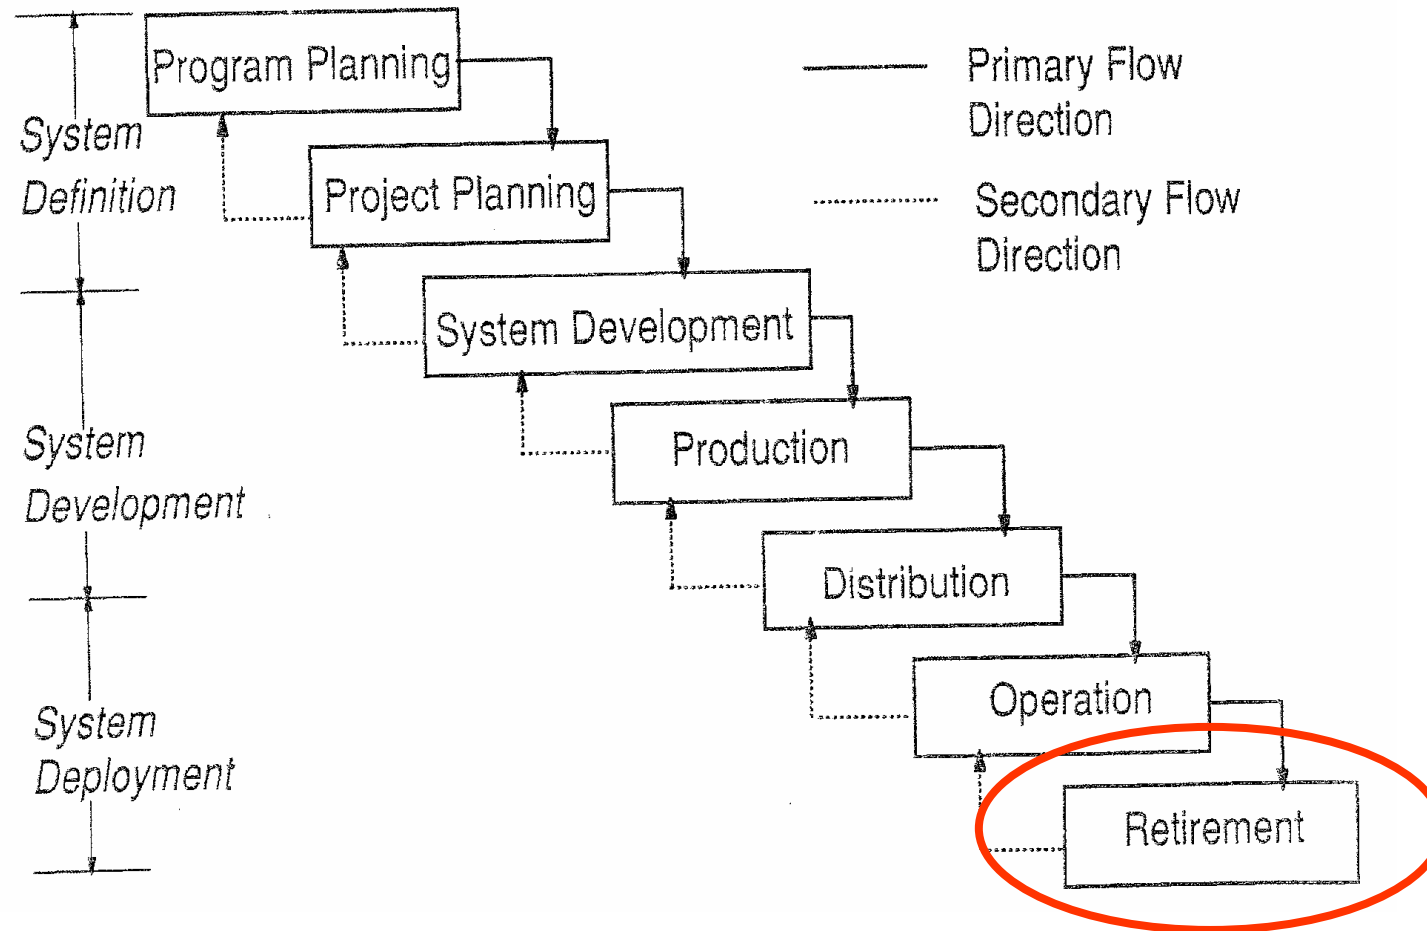 Program Planning
Primary Flow
Direction
System
Definition
Project Planning
Secondary Flow
Direction
System Development
System
Development
Production
Distribution
System
Deployment
Operation
Retirement